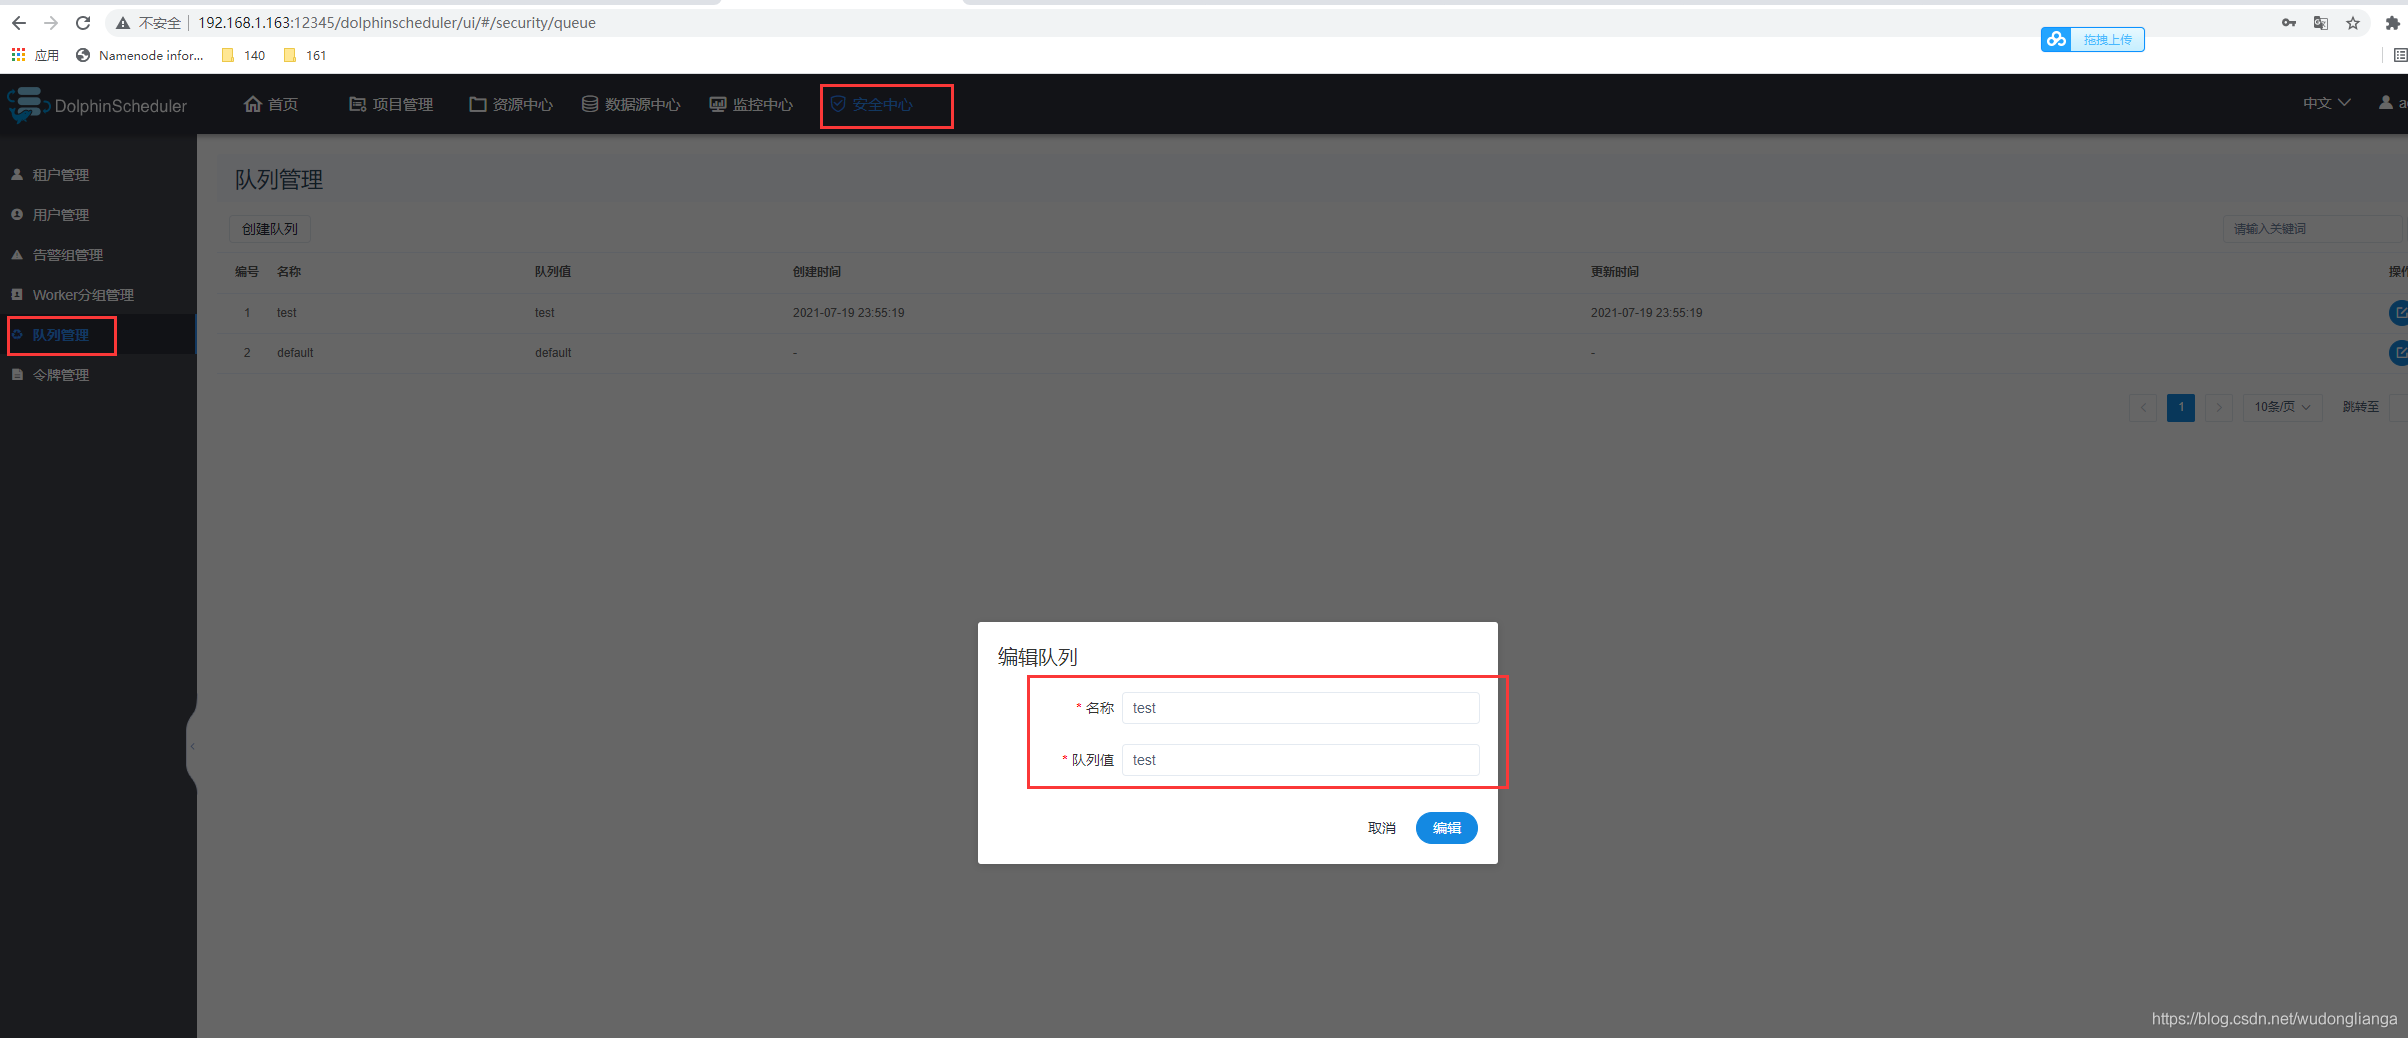 不安全 192.168.1.163:12345/dolphinscheduler/ui/#/security/queue
拖拽上传
应用 Namenode infor... 140 161
DolphinScheduler 首页 项目管理 资源中心 数据源中心 监控中心 安全中心 中文
租户管理
用户管理
告警组管理
Worker分组管理
队列管理
令牌管理
队列管理
创建队列 请输入关键词
编号 名称 队列值 创建时间 更新时间 操作
1 test test 2021-07-19 23:55:19 2021-07-19 23:55:19
2 default default - -
1 10条/页 跳转至
编辑队列
* 名称 test
* 队列值 test
取消 编辑
https://blog.csdn.net/wudonglianga